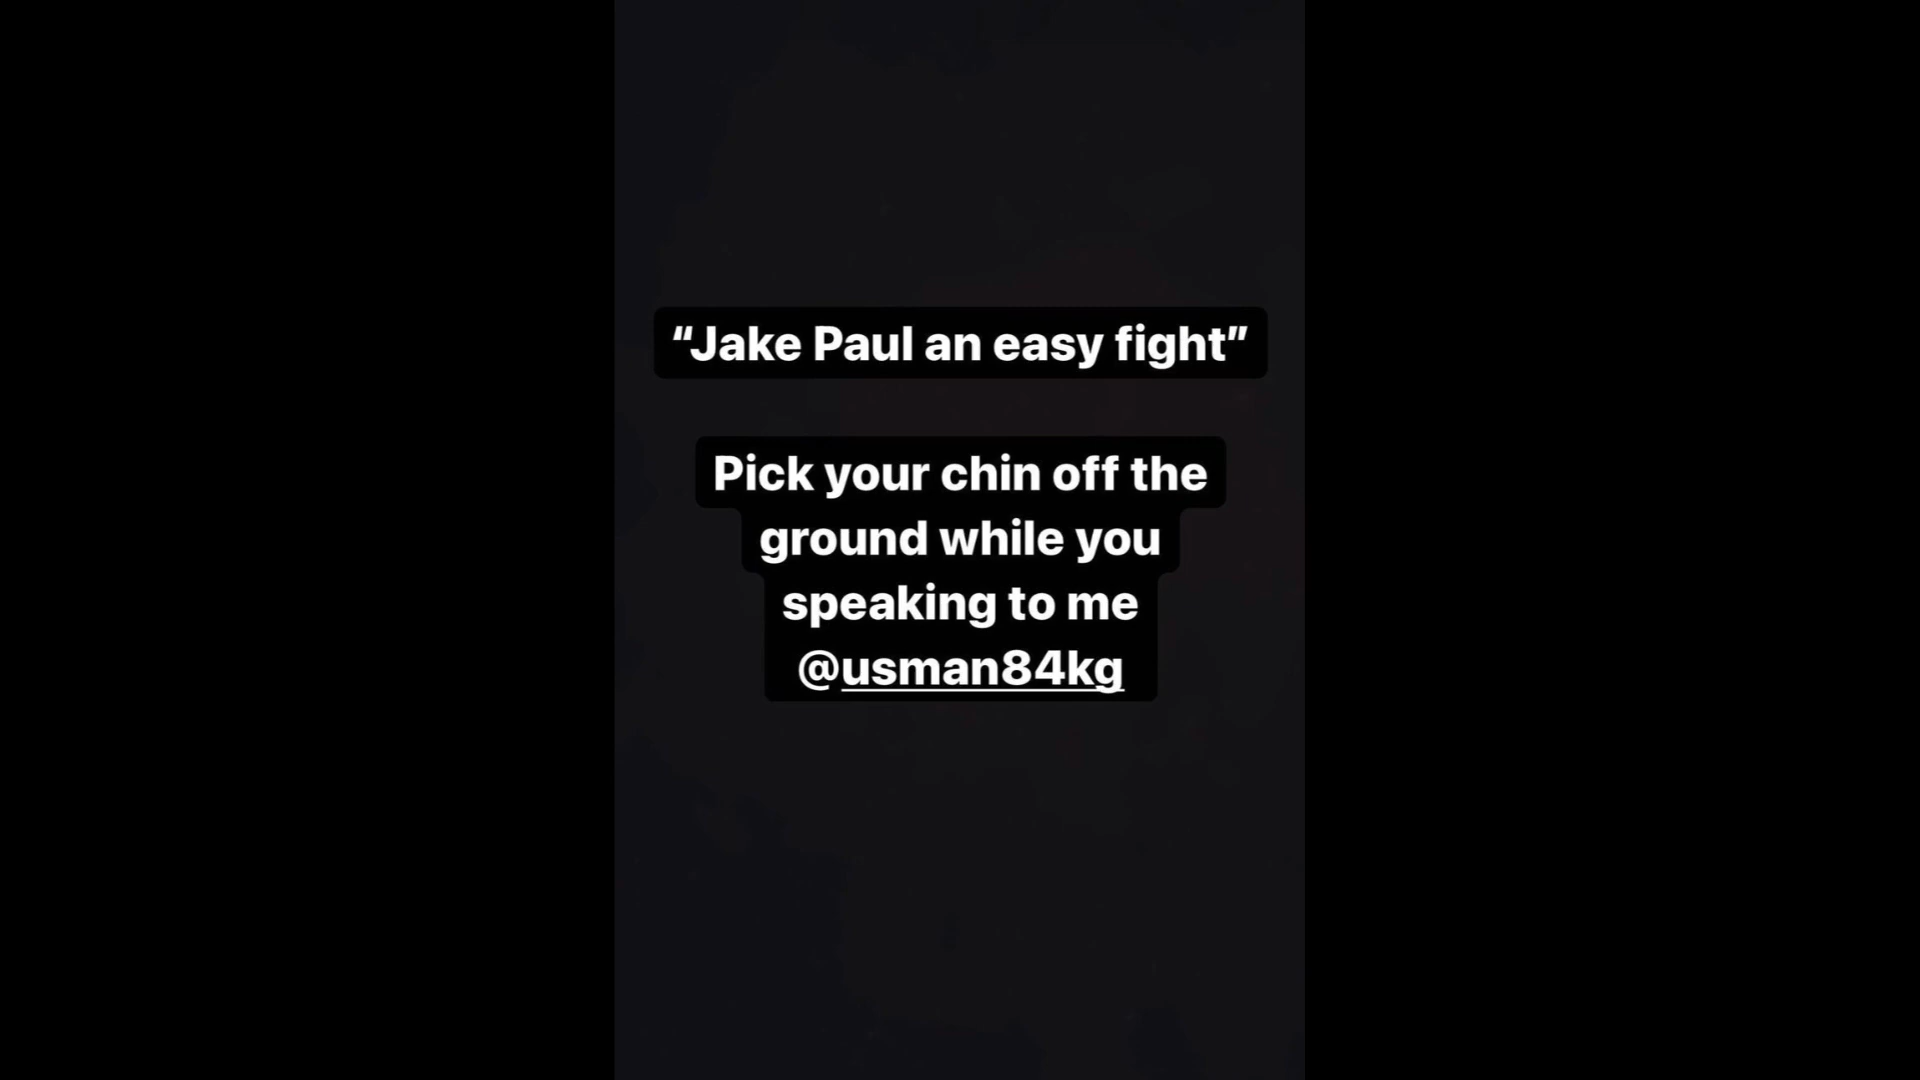 “Jake Paul an easy fight”
Pick your chin off the
ground while you
speaking to me
@usman84kg